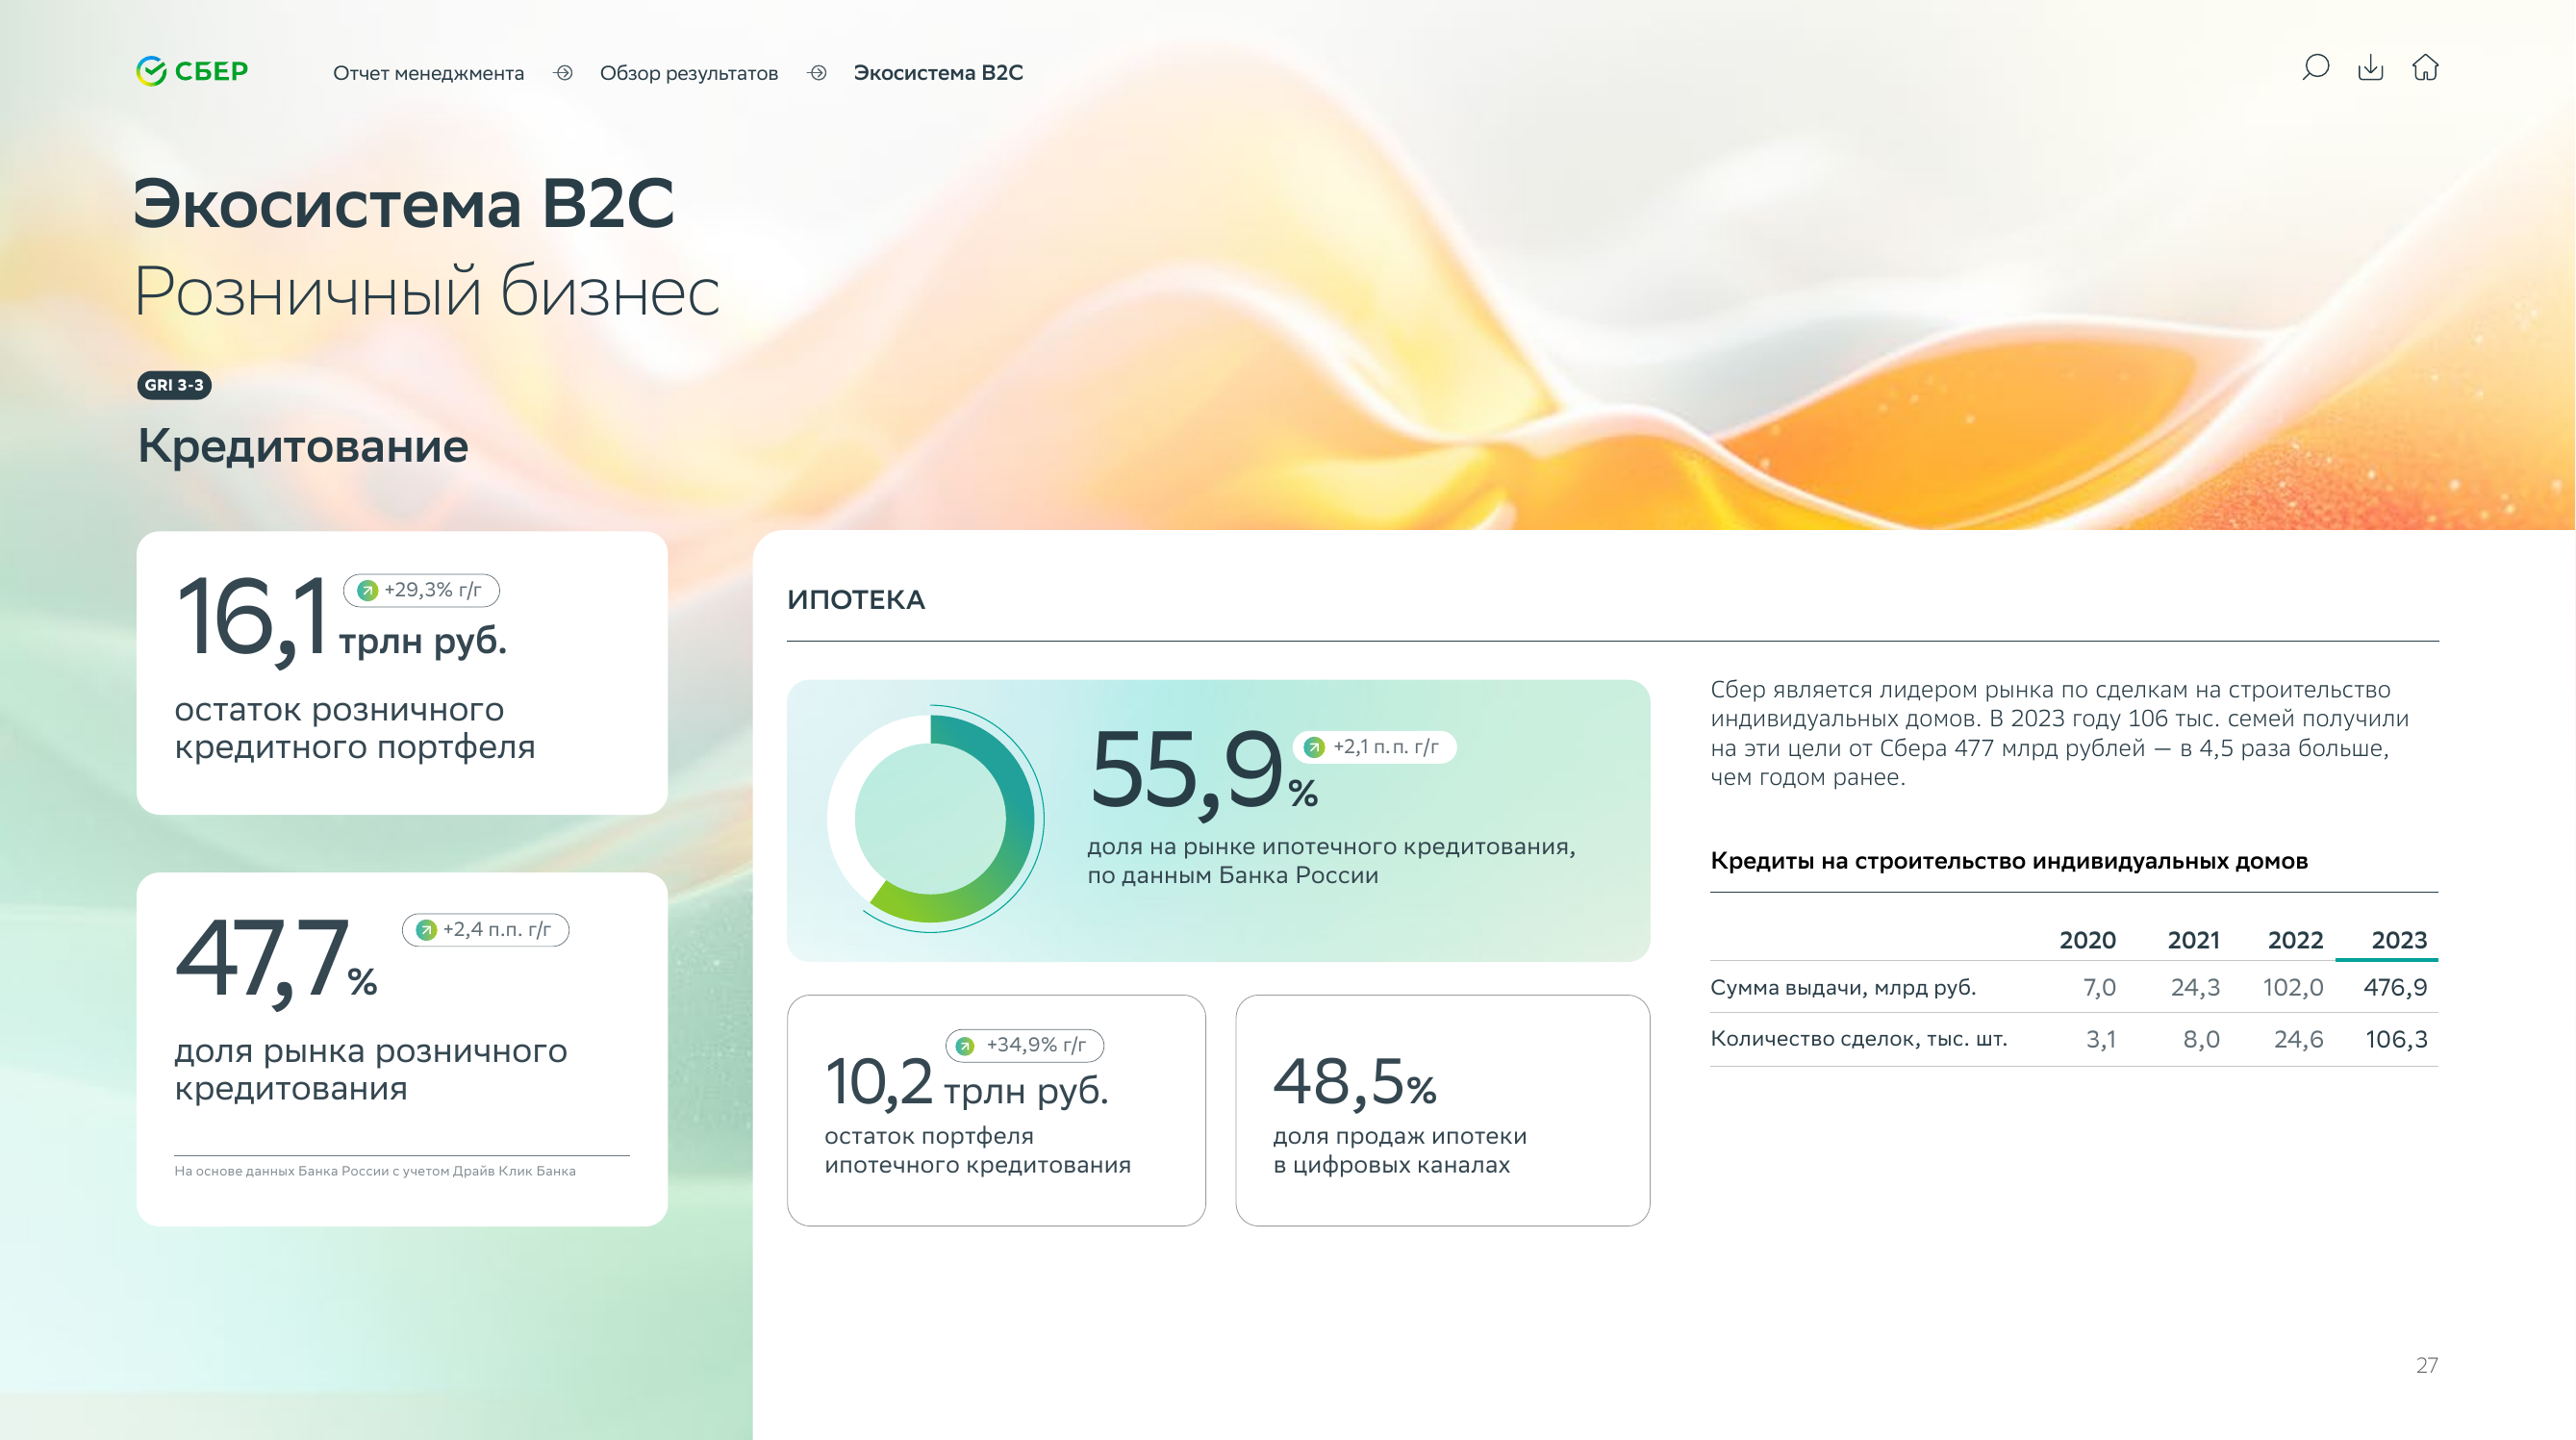 СБЕР
Отчет менеджмента
Обзор результатов
Экосистема B2C
Экосистема B2C
Розничный бизнес
GRI 3-3
Кредитование
16,1 трлн руб.
+29,3% г/г
остаток розничного
кредитного портфеля
47,7%
+2,4 п.п. г/г
доля рынка розничного
кредитования
На основе данных Банка России с учетом Драйв Клик Банка
ИПОТЕКА
55,9%
+2,1 п.п. г/г
доля на рынке ипотечного кредитования,
по данным Банка России
10,2 трлн руб.
+34,9% г/г
остаток портфеля
ипотечного кредитования
48,5%
доля продаж ипотеки
в цифровых каналах
Сбер является лидером рынка по сделкам на строительство
индивидуальных домов. В 2023 году 106 тыс. семей получили
на эти цели от Сбера 477 млрд рублей — в 4,5 раза больше,
чем годом ранее.
Кредиты на строительство индивидуальных домов
2020 2021 2022 2023
Сумма выдачи, млрд руб. 7,0 24,3 102,0 476,9
Количество сделок, тыс. шт. 3,1 8,0 24,6 106,3
27